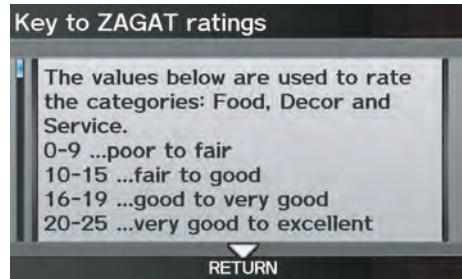 Key to ZAGAT ratings
The values below are used to rate
the categories: Food, Decor and
Service.
0-9 ...poor to fair
10-15 ...fair to good
16-19 ...good to very good
20-25 ...very good to excellent
RETURN